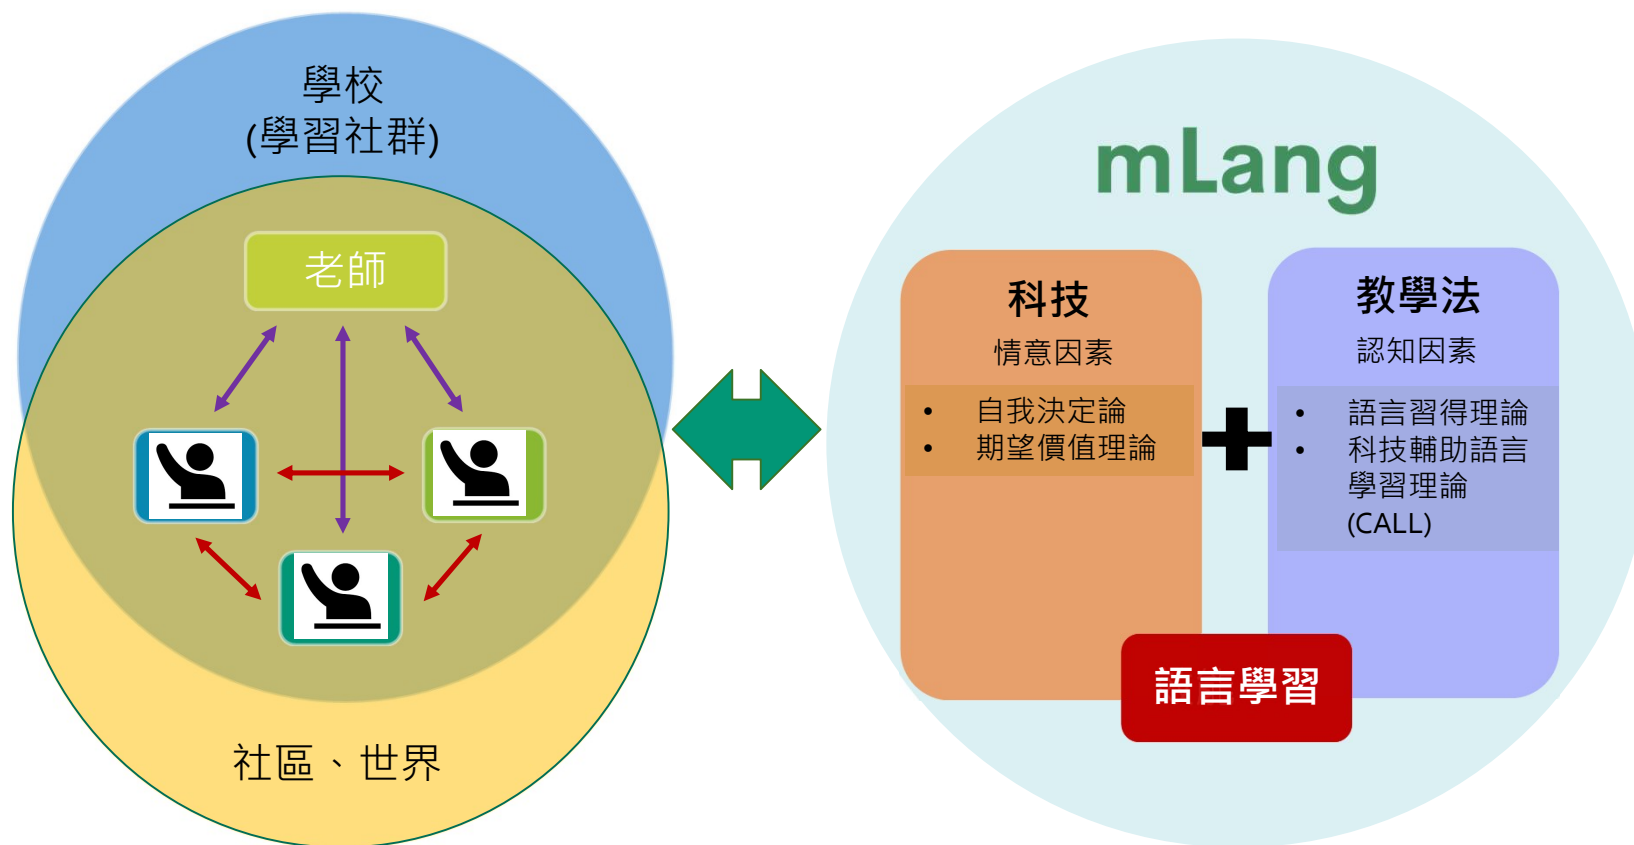 學校
(學習社群)
老師
社區、世界
mLang
科技
情意因素
• 自我決定論
• 期望價值理論
教學法
認知因素
• 語言習得理論
• 科技輔助語言
學習理論
(CALL)
語言學習